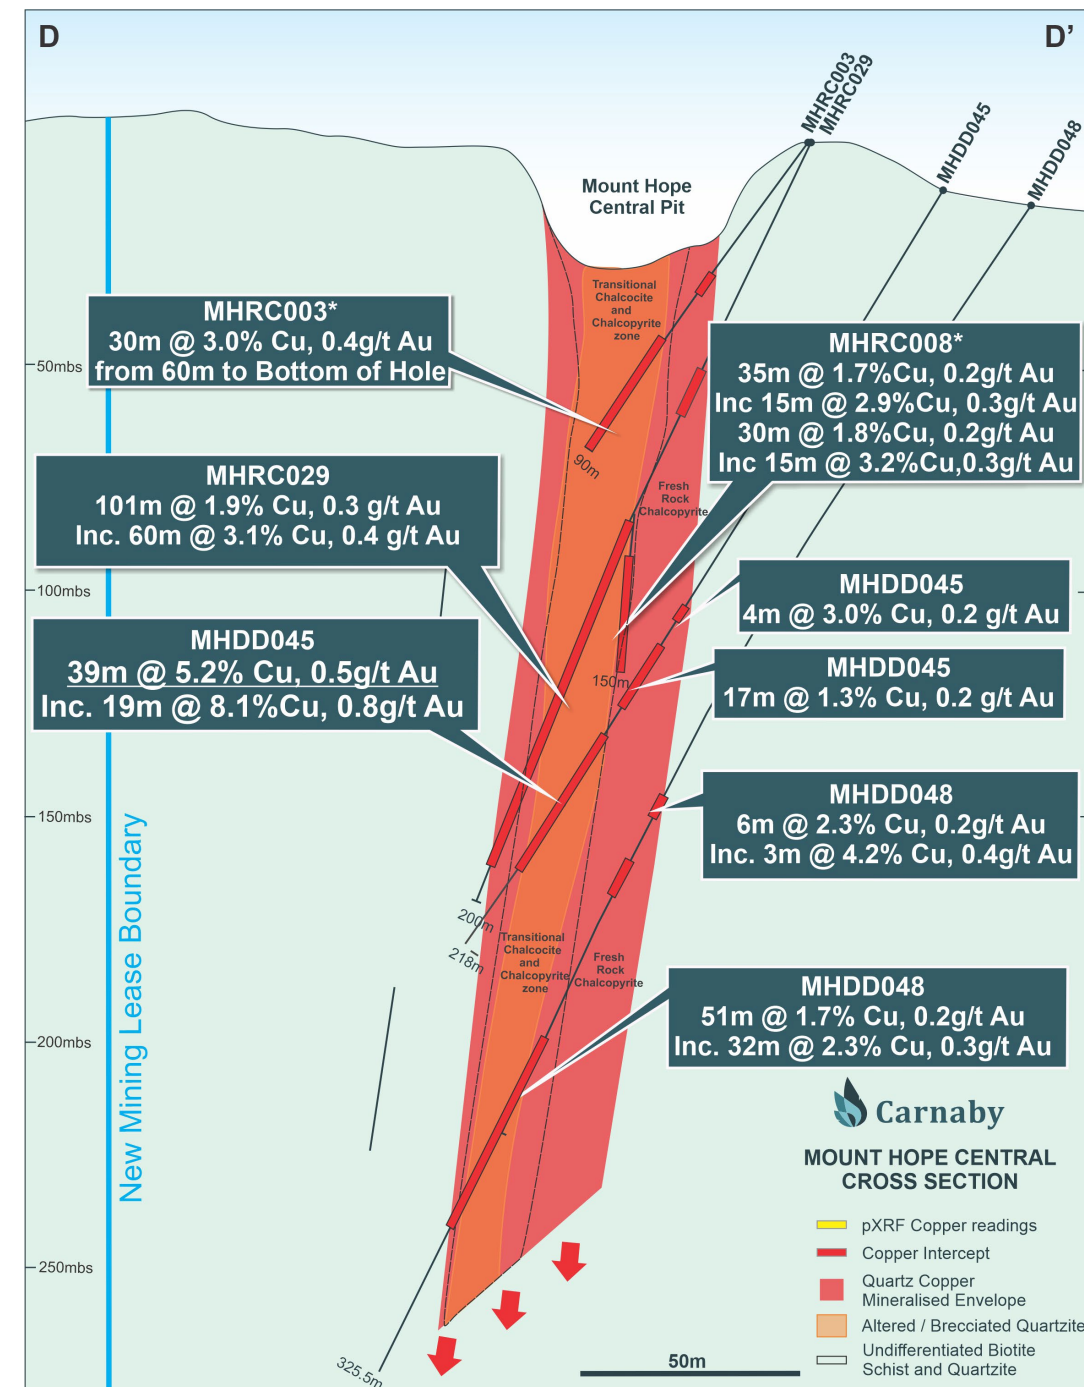 D
D’
MHRC003
MHRC029
MHDD045
MHDD048
Mount Hope
Central Pit
Transitional
Chalcocite
and
Chalcopyrite
zone
MHRC003*
30m @ 3.0% Cu, 0.4g/t Au
from 60m to Bottom of Hole
MHRC008*
35m @ 1.7%Cu, 0.2g/t Au
Inc 15m @ 2.9%Cu, 0.3g/t Au
30m @ 1.8%Cu, 0.2g/t Au
Inc 15m @ 3.2%Cu,0.3g/t Au
50mbs
90m
MHRC029
101m @ 1.9% Cu, 0.3 g/t Au
Inc. 60m @ 3.1% Cu, 0.4 g/t Au
Fresh
Rock
Chalcopyrite
100mbs
MHDD045
4m @ 3.0% Cu, 0.2 g/t Au
MHDD045
39m @ 5.2% Cu, 0.5g/t Au
Inc. 19m @ 8.1%Cu, 0.8g/t Au
150m
MHDD045
17m @ 1.3% Cu, 0.2 g/t Au
150mbs
MHDD048
6m @ 2.3% Cu, 0.2g/t Au
Inc. 3m @ 4.2% Cu, 0.4g/t Au
New Mining Lease Boundary
200m
218m
Transitional
Chalcocite
and
Chalcopyrite
zone
Fresh
Rock
Chalcopyrite
MHDD048
51m @ 1.7% Cu, 0.2g/t Au
Inc. 32m @ 2.3% Cu, 0.3g/t Au
200mbs
250mbs
325.5m
Carnaby
MOUNT HOPE CENTRAL
CROSS SECTION
pXRF Copper readings
Copper Intercept
Quartz Copper
Mineralised Envelope
Altered / Brecciated Quartzite
Undifferentiated Biotite
Schist and Quartzite
50m